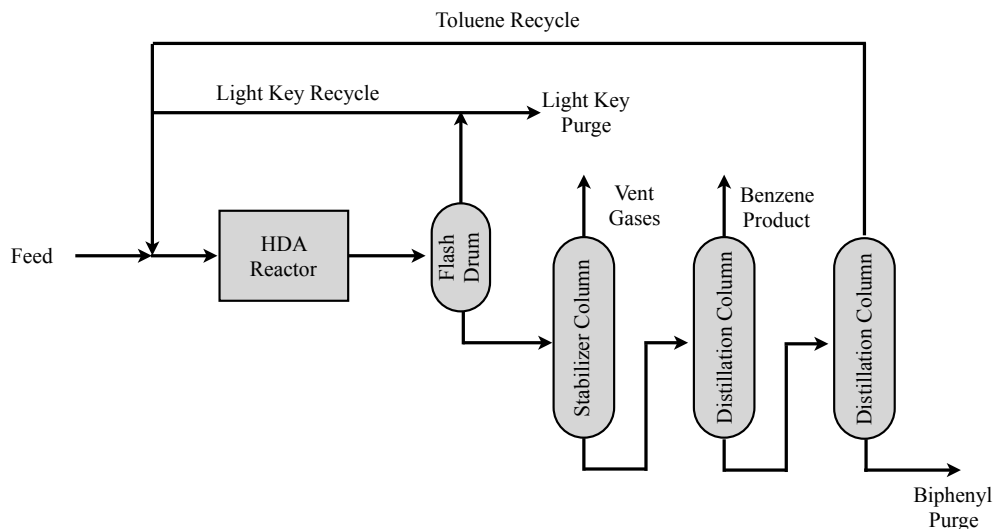 Toluene Recycle
Light Key Recycle
Light Key
Purge
Vent
Gases
Benzene
Product
Feed
HDA
Reactor
Flash
Drum
Stabilizer Column
Distillation Column
Distillation Column
Biphenyl
Purge